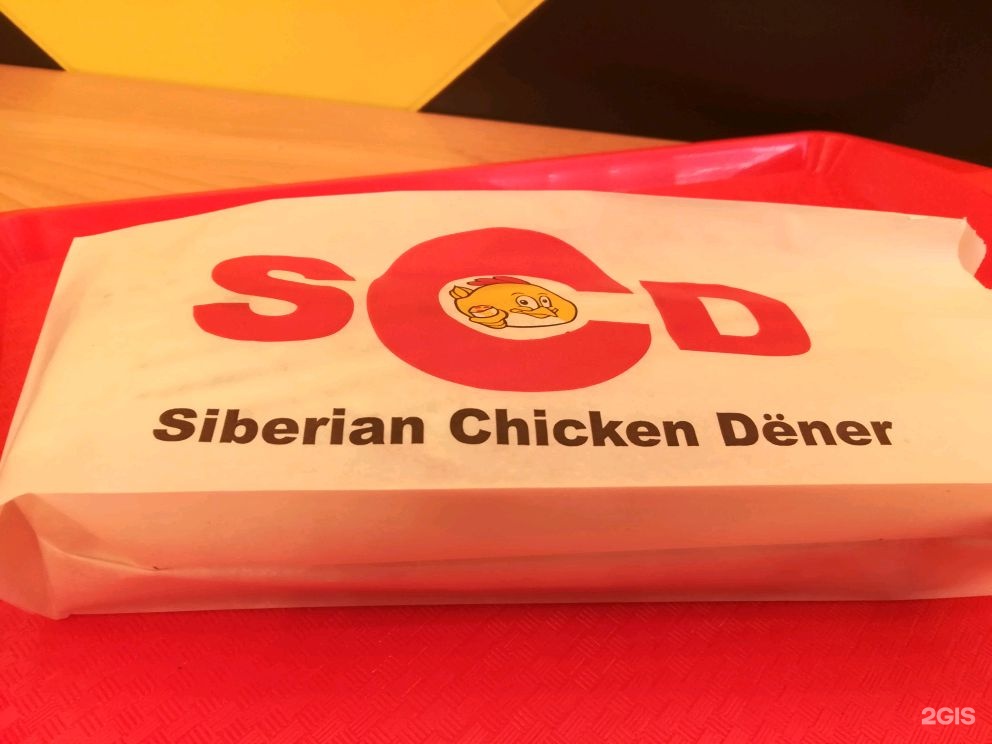 SCD
Siberian Chicken Dëner
2GIS